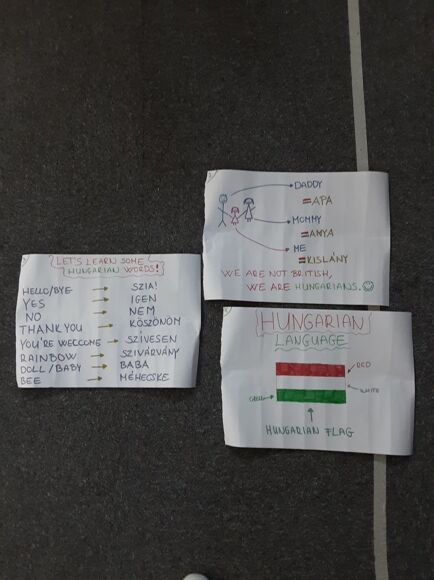 LET'S LEARN SOME
HUNGARIAN WORDS!
HELLO/BYE SZIA!
YES IGEN
NO NEM
THANK YOU KÖSZÖNÖM
YOU'RE WELCOME SZÍVESEN
RAINBOW SZIVÁRVÁNY
DOLL/BABY BABA
BEE MÉHECSKE
DADDY
=APA
MOMMY
=ANYA
ME
=KISLÁNY
WE ARE NOT BRITISH,
WE ARE HUNGARIANS.
HUNGARIAN
LANGUAGE
RED
WHITE
GREEN
HUNGARIAN FLAG